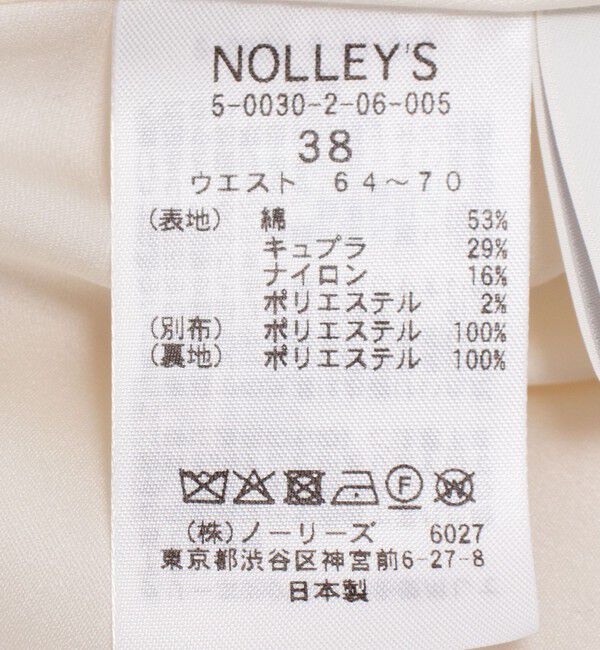 NOLLEY'S
5-0030-2-06-005
38
ウエスト 64～70
(表地) 綿 53%
キュプラ 29%
ナイロン 16%
ポリエステル 2%
(別布) ポリエステル 100%
(裏地) ポリエステル 100%
F
W
(株)ノーリーズ 6027
東京都渋谷区神宮前6-27-8
日本製